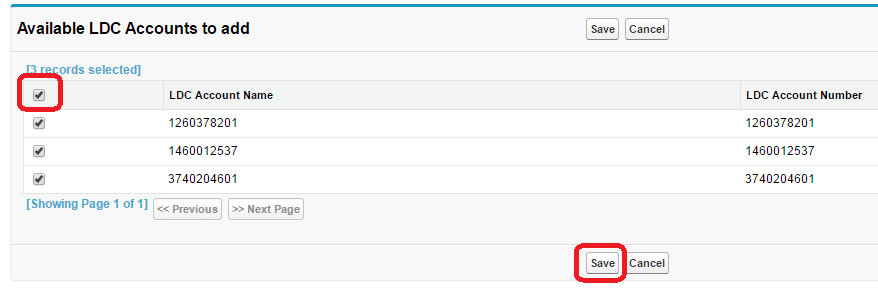 Available LDC Accounts to add Save Cancel
[3 records selected]
LDC Account Name LDC Account Number
1260378201 1260378201
1460012537 1460012537
3740204601 3740204601
[Showing Page 1 of 1] << Previous >> Next Page
Save Cancel